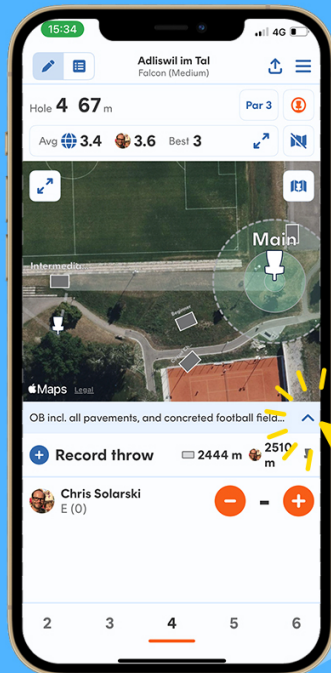 15:34
4G
Adliswil im Tal
Falcon (Medium)
Hole 4 67 m
Par 3
Avg 3.4 3.6 Best 3
Main
Intermedia
Beginner
Maps Legal
OB incl. all pavements, and concreted football field...
Record throw 2444 m 2510 m
Chris Solarski
E (0)
-
2 3 4 5 6